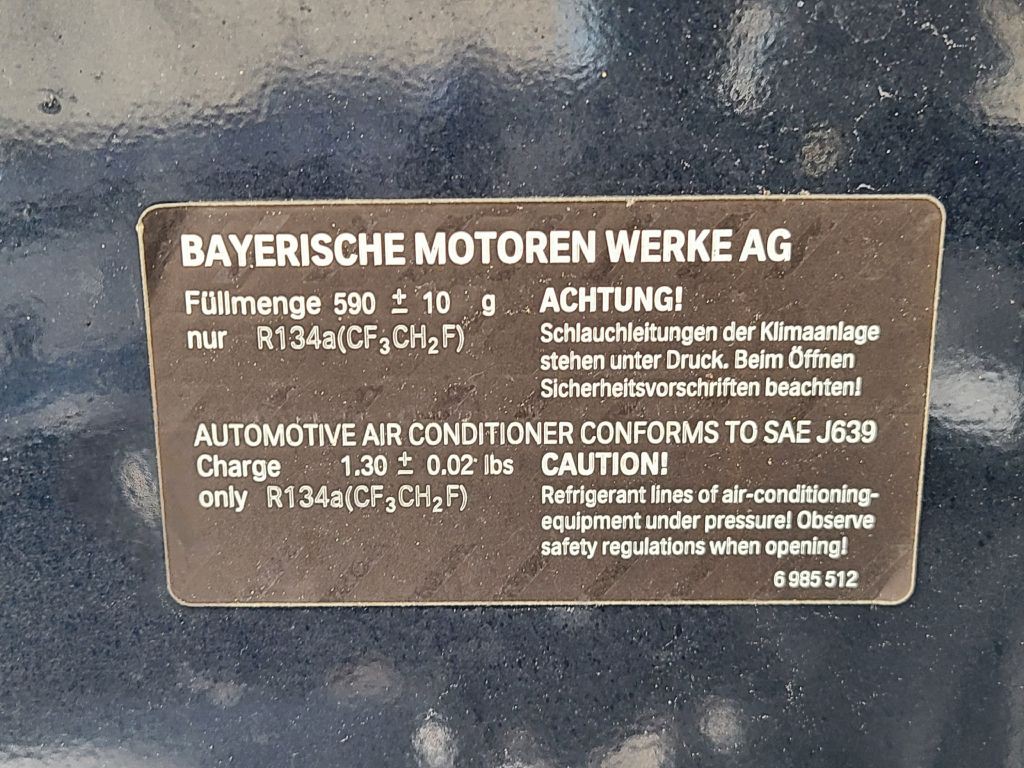 BAYERISCHE MOTOREN WERKE AG
Füllmenge 590 ± 10 g
nur R134a(CF₃CH₂F)
ACHTUNG!
Schlauchleitungen der Klimaanlage
stehen unter Druck. Beim Öffnen
Sicherheitsvorschriften beachten!
AUTOMOTIVE AIR CONDITIONER CONFORMS TO SAE J639
Charge 1.30 ± 0.02 lbs
only R134a(CF₃CH₂F)
CAUTION!
Refrigerant lines of air-conditioning-
equipment under pressure! Observe
safety regulations when opening!
6 985 512